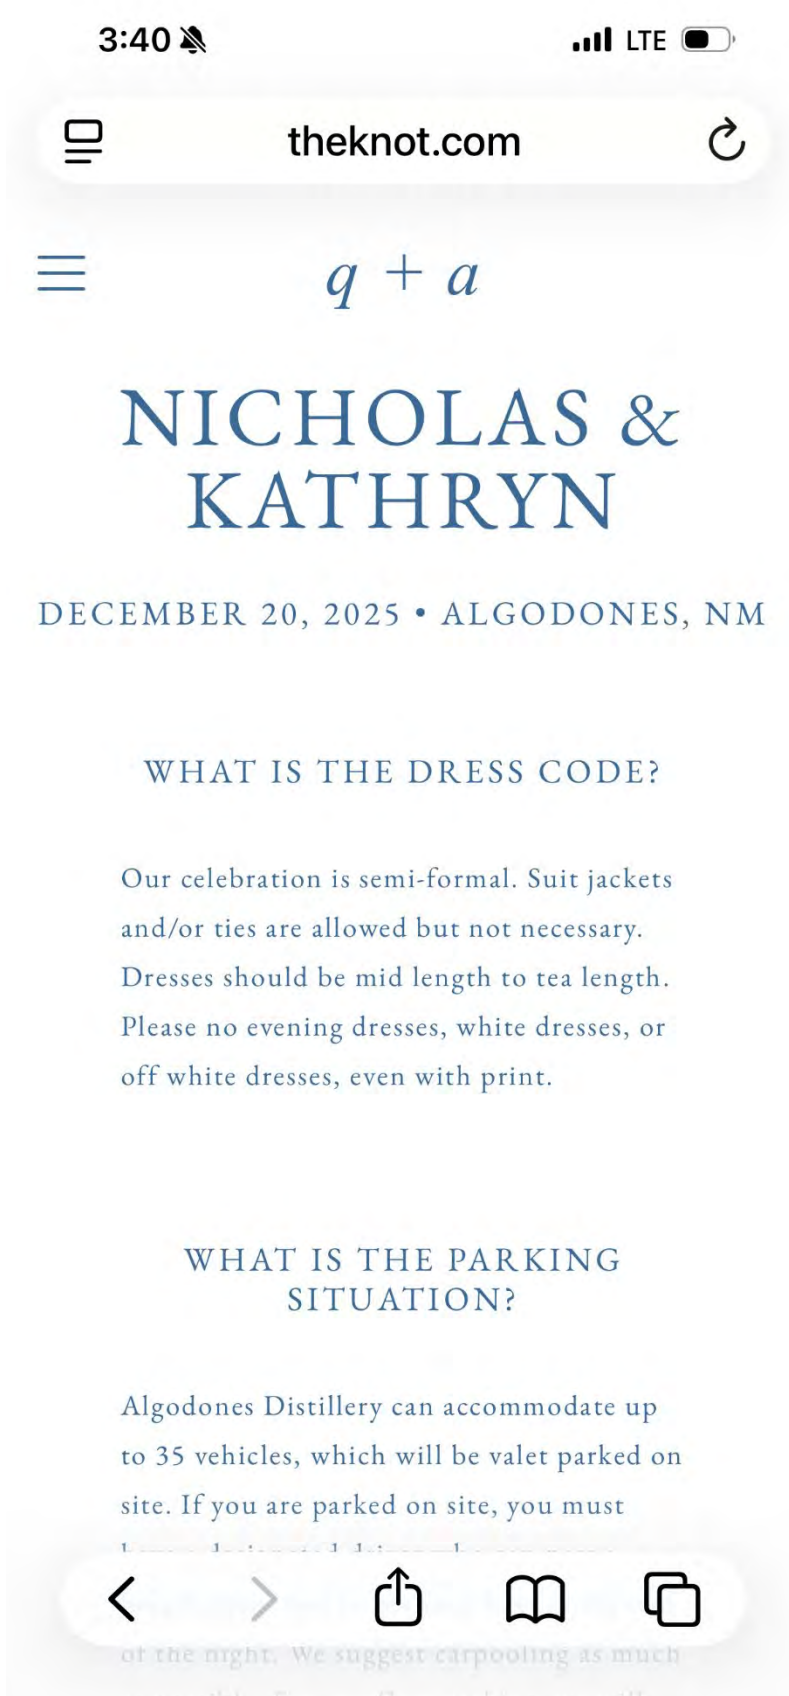 3:40
LTE
theknot.com
q + a
NICHOLAS &
KATHRYN
DECEMBER 20, 2025 • ALGODONES, NM
WHAT IS THE DRESS CODE?
Our celebration is semi-formal. Suit jackets
and/or ties are allowed but not necessary.
Dresses should be mid length to tea length.
Please no evening dresses, white dresses, or
off white dresses, even with print.
WHAT IS THE PARKING
SITUATION?
Algodones Distillery can accommodate up
to 35 vehicles, which will be valet parked on
site. If you are parked on site, you must
of the night. We suggest carpooling as much